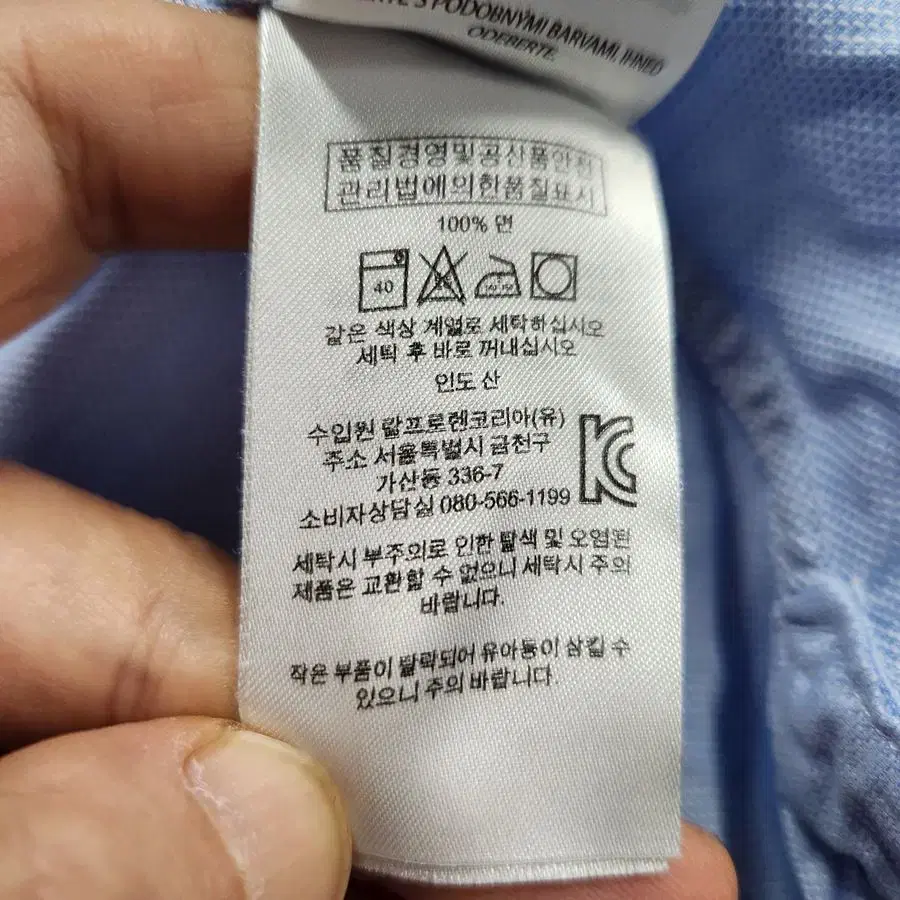 S PODOBNÝMI BARVAMI, IHNED
ODEBERTE.
품질경영및공산품안전
관리법에의한품질표시
100% 면
40
같은 색상 계열로 세탁하십시오
세틱 후 바로 꺼내십시오
인도 산
수입원 랄프로렌코리아(유)
주소 서울특별시 금천구
가산동 336-7
소비자상담실 080-566-1199
세탁시 부주의로 인한 탈색 및 오염된
제품은 교환할 수 없으니 세탁시 주의
바랍니다.
작은 부품이 탈락되어 유아동이 삼킬 수
있으니 주의 바랍니다